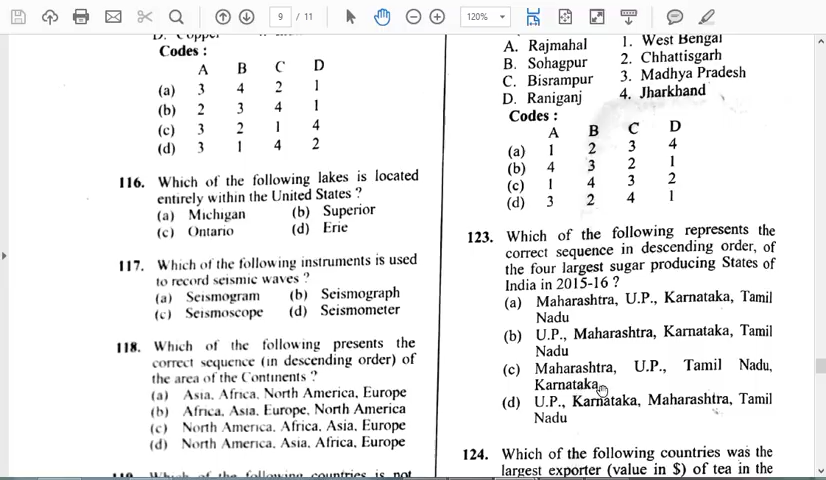 9 / 11
120%
D. Copper
Codes :
A B C D
(a) 3 4 2 1
(b) 2 3 4 1
(c) 3 2 1 4
(d) 3 1 4 2
116. Which of the following lakes is located
entirely within the United States ?
(a) Michigan (b) Superior
(c) Ontario (d) Erie
117. Which of the following instruments is used
to record seismic waves ?
(a) Seismogram (b) Seismograph
(c) Seismoscope (d) Seismometer
118. Which of the following presents the
correct sequence (in descending order) of
the area of the Continents ?
(a) Asia, Africa, North America, Europe
(b) Africa, Asia, Europe, North America
(c) North America, Africa, Asia, Europe
(d) North America, Asia, Africa, Europe
119. Which of the following countries is not
A. Rajmahal 1. West Bengal
B. Sohagpur 2. Chhattisgarh
C. Bisrampur 3. Madhya Pradesh
D. Raniganj 4. Jharkhand
Codes :
A B C D
(a) 1 2 3 4
(b) 4 3 2 1
(c) 1 4 3 2
(d) 3 2 4 1
123. Which of the following represents the
correct sequence in descending order, of
the four largest sugar producing States of
India in 2015-16 ?
(a) Maharashtra, U.P., Karnataka, Tamil
Nadu
(b) U.P., Maharashtra, Karnataka, Tamil
Nadu
(c) Maharashtra, U.P., Tamil Nadu,
Karnataka
(d) U.P., Karnataka, Maharashtra, Tamil
Nadu
124. Which of the following countries was the
largest exporter (value in $) of tea in the